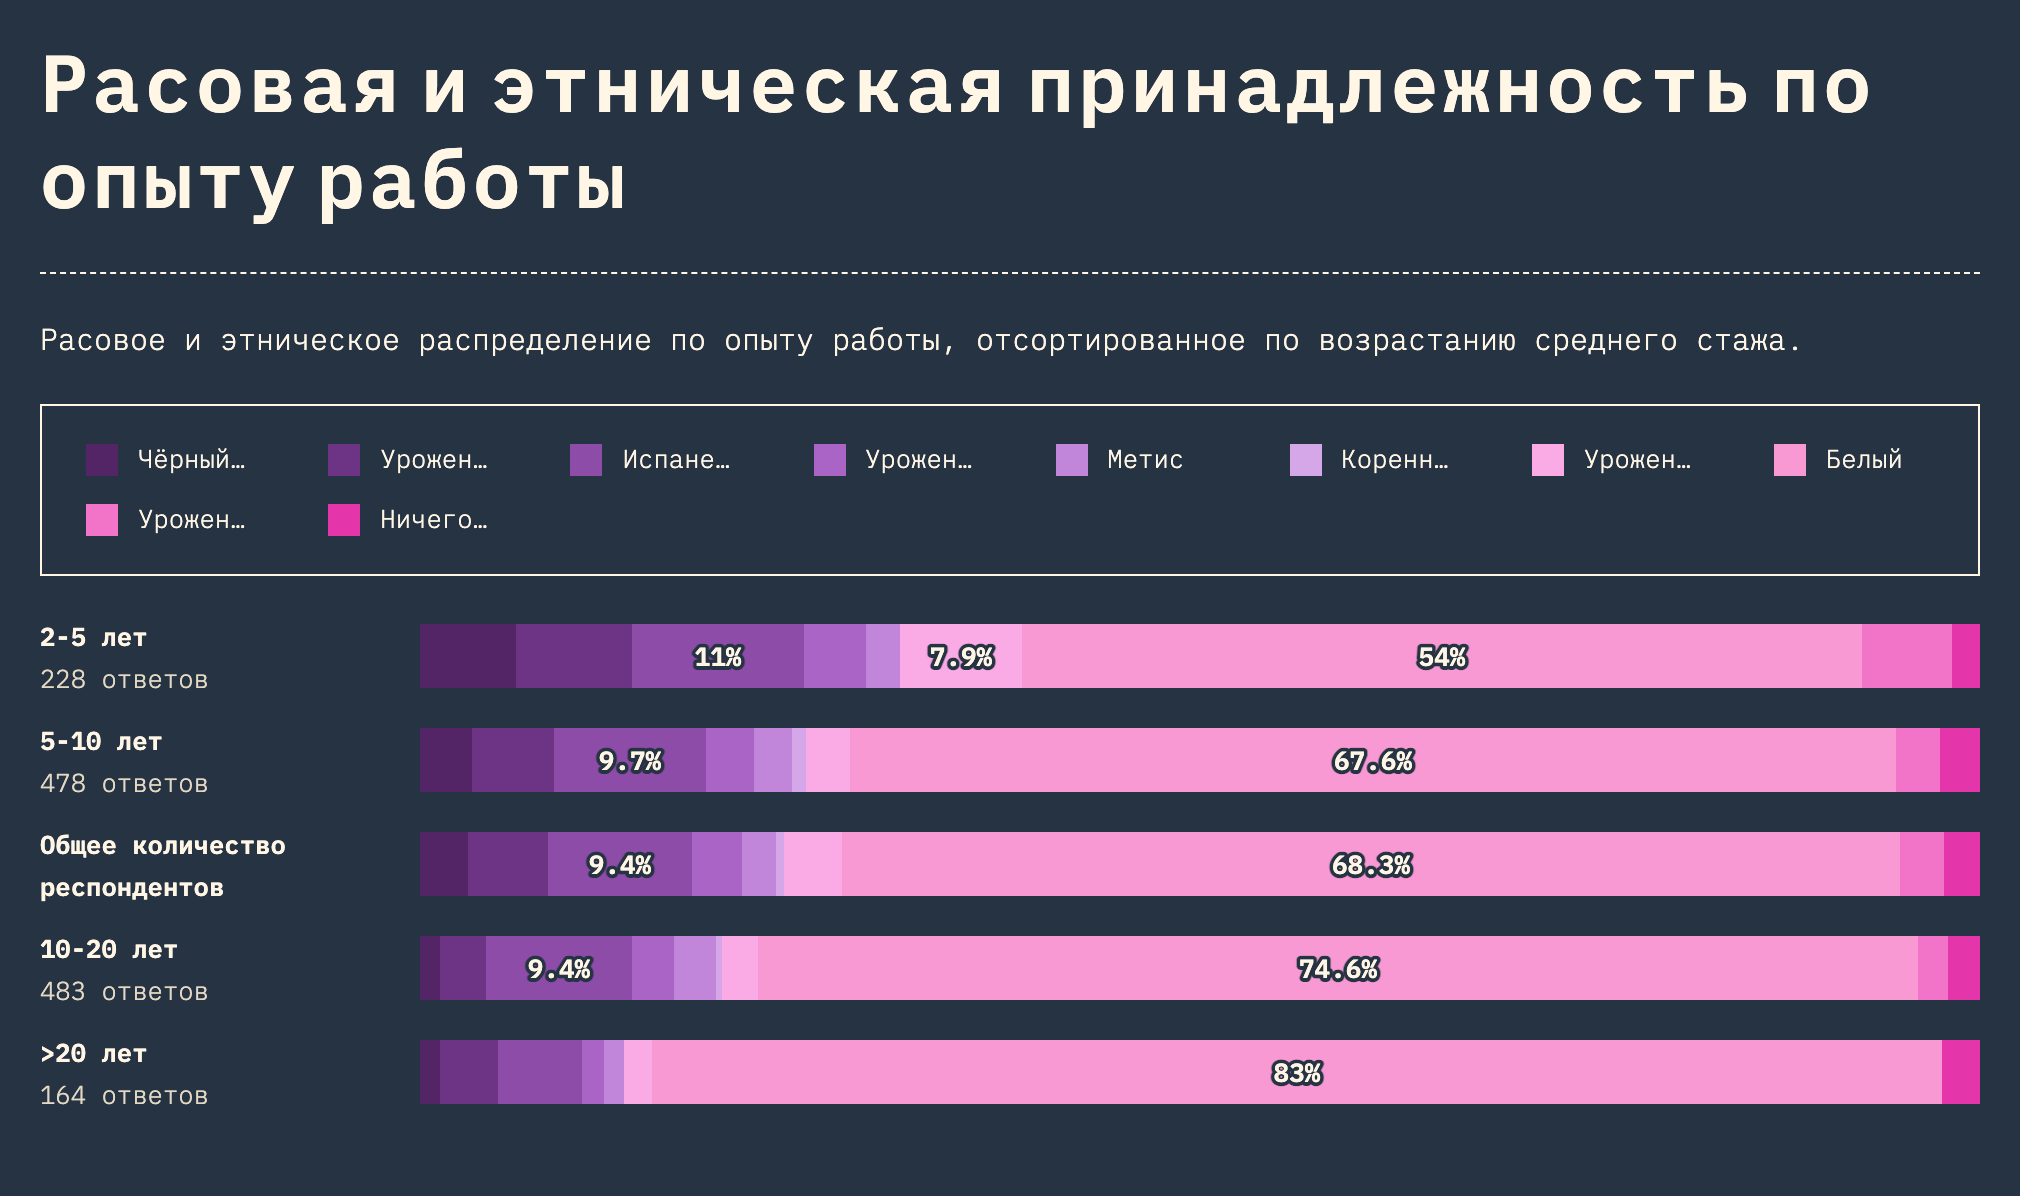 Расовая и этническая принадлежность по
опыту работы
Расовое и этническое распределение по опыту работы, отсортированное по возрастанию среднего стажа.
Чёрный… Урожен… Испане… Урожен… Метис Коренн… Урожен… Белый
Урожен… Ничего…
2-5 лет
228 ответов
11% 7.9% 54%
5-10 лет
478 ответов
9.7% 67.6%
Общее количество
респондентов
9.4% 68.3%
10-20 лет
483 ответов
9.4% 74.6%
>20 лет
164 ответов
83%